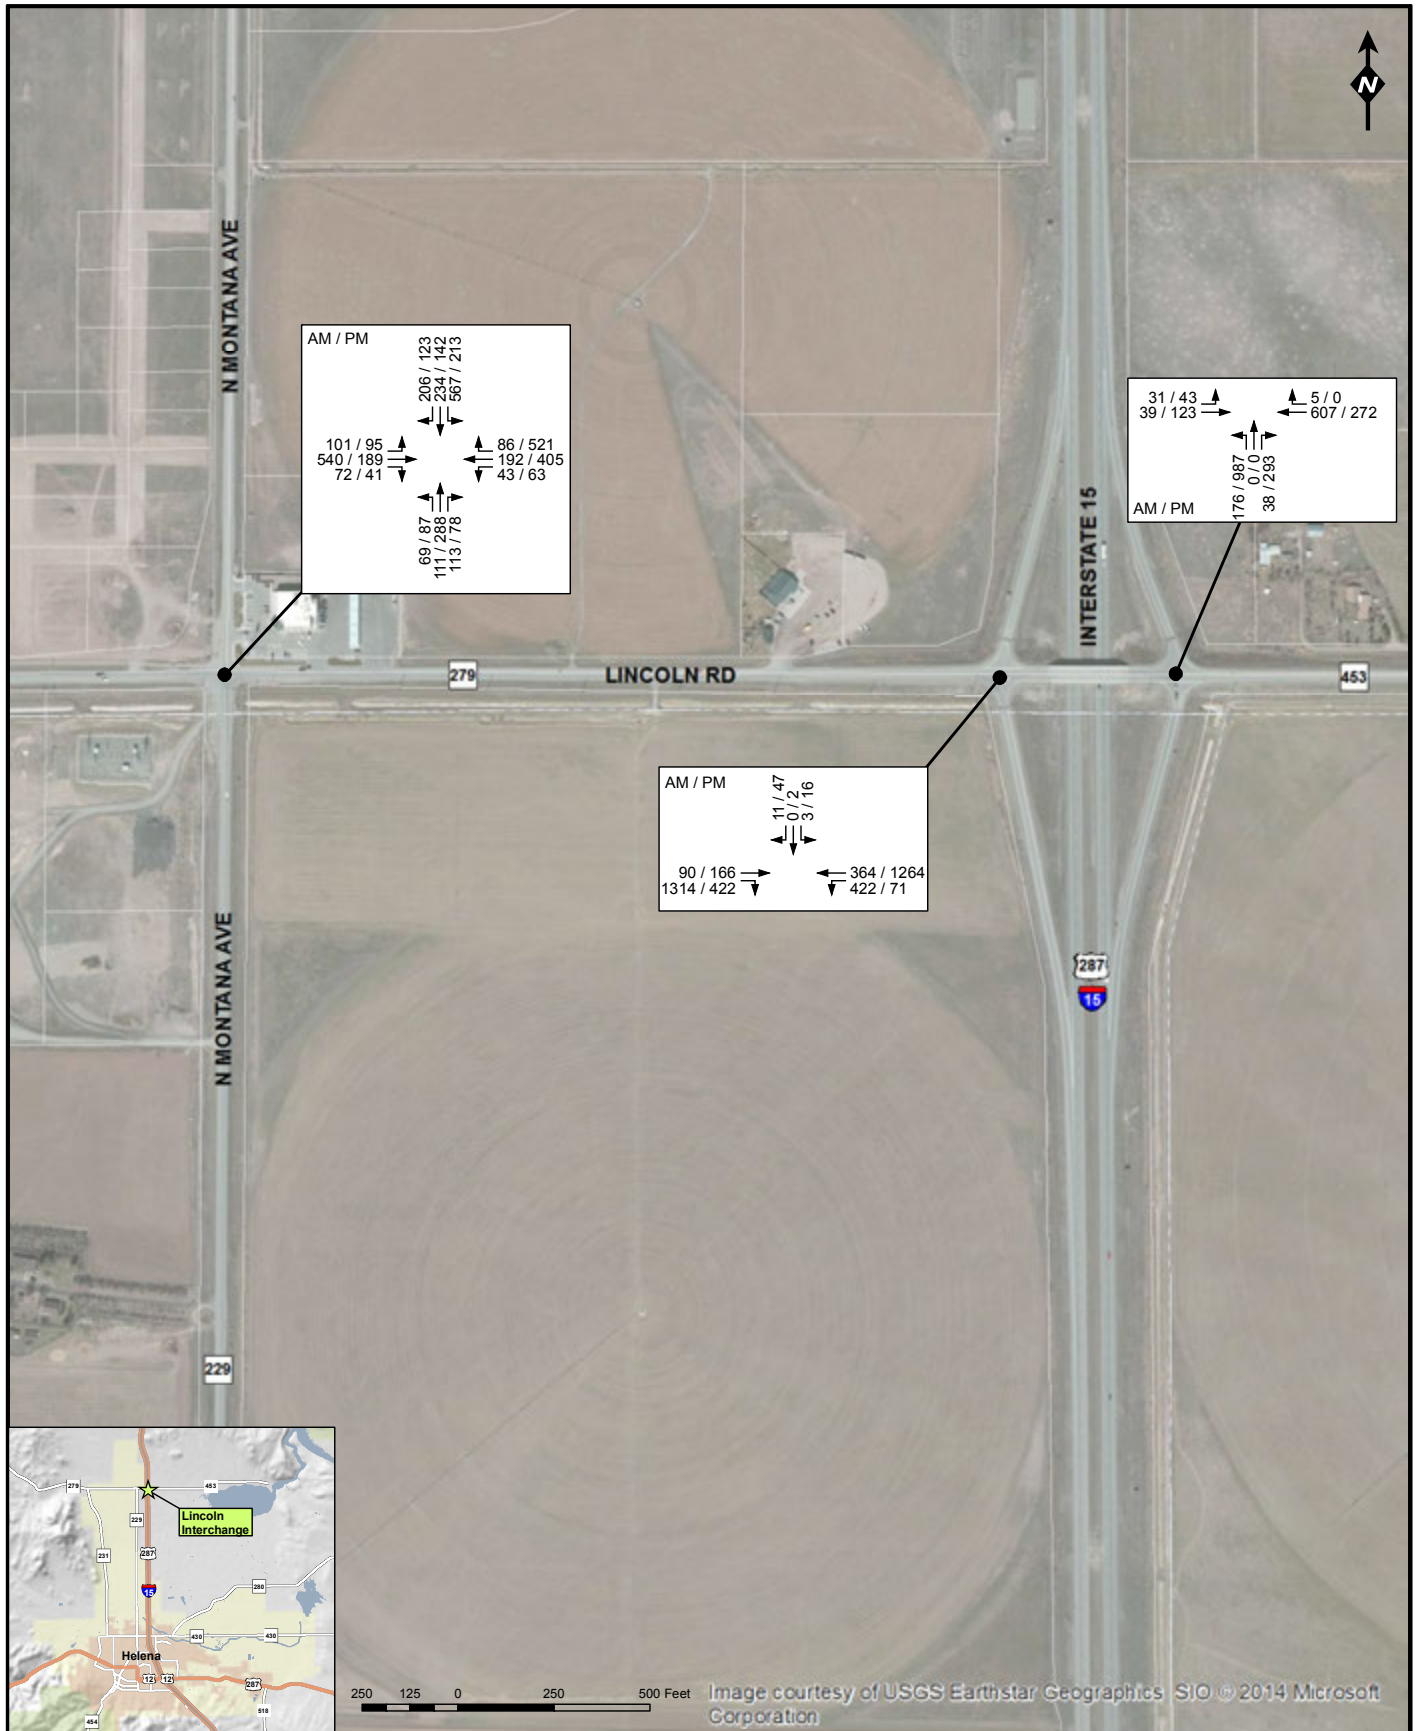 N
N MONTANA AVE
AM / PM
206 / 123
234 / 142
567 / 213
101 / 95
540 / 189
72 / 41
86 / 521
192 / 405
43 / 63
69 / 87
111 / 288
113 / 78
31 / 43
39 / 123
5 / 0
607 / 272
176 / 987
0 / 0
38 / 293
AM / PM
INTERSTATE 15
279
LINCOLN RD
453
AM / PM
11 / 47
0 / 2
3 / 16
90 / 166
1314 / 422
364 / 1264
422 / 71
N MONTANA AVE
287
15
229
279
453
Lincoln
Interchange
229
231
287
15
280
430
430
Helena
12
12
287
518
454
250 125 0 250 500 Feet
Image courtesy of USGS Earthstar Geographics SIO © 2014 Microsoft
Corporation